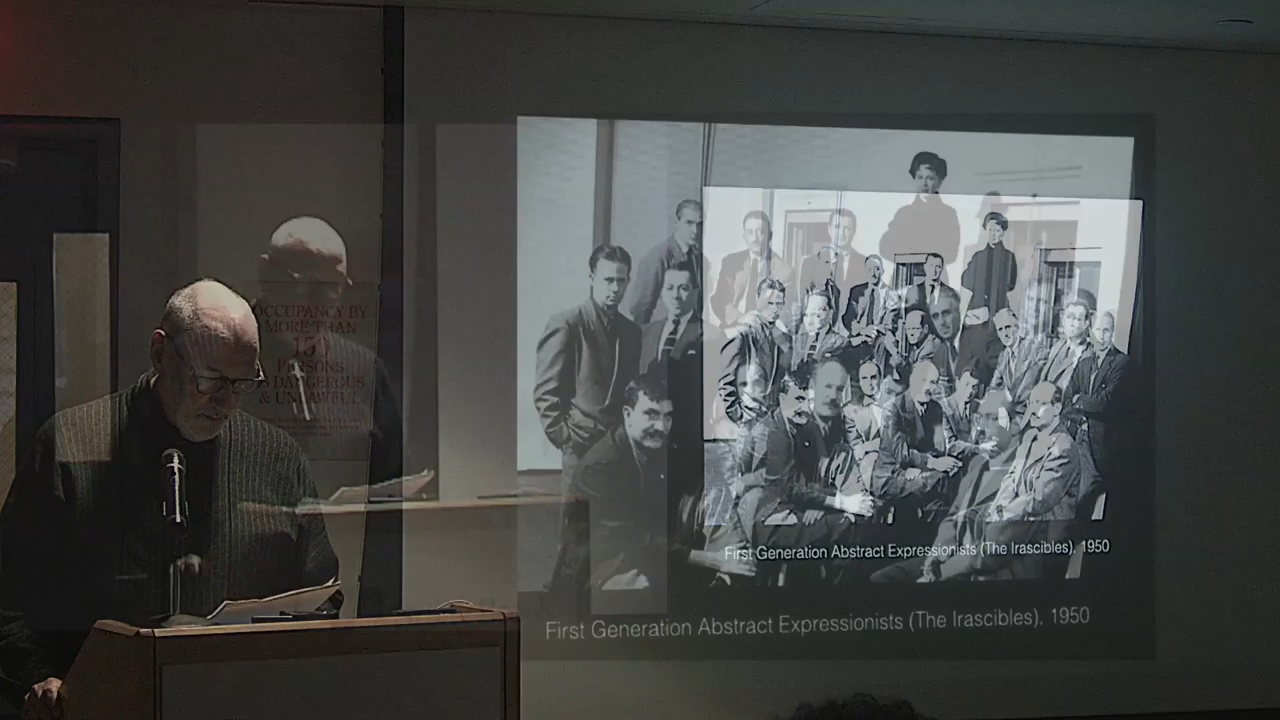 OCCUPANCY BY
MORE THAN
PERSONS
IS DANGEROUS
& UNLAWFUL
First Generation Abstract Expressionists (The Irascibles), 1950
First Generation Abstract Expressionists (The Irascibles), 1950